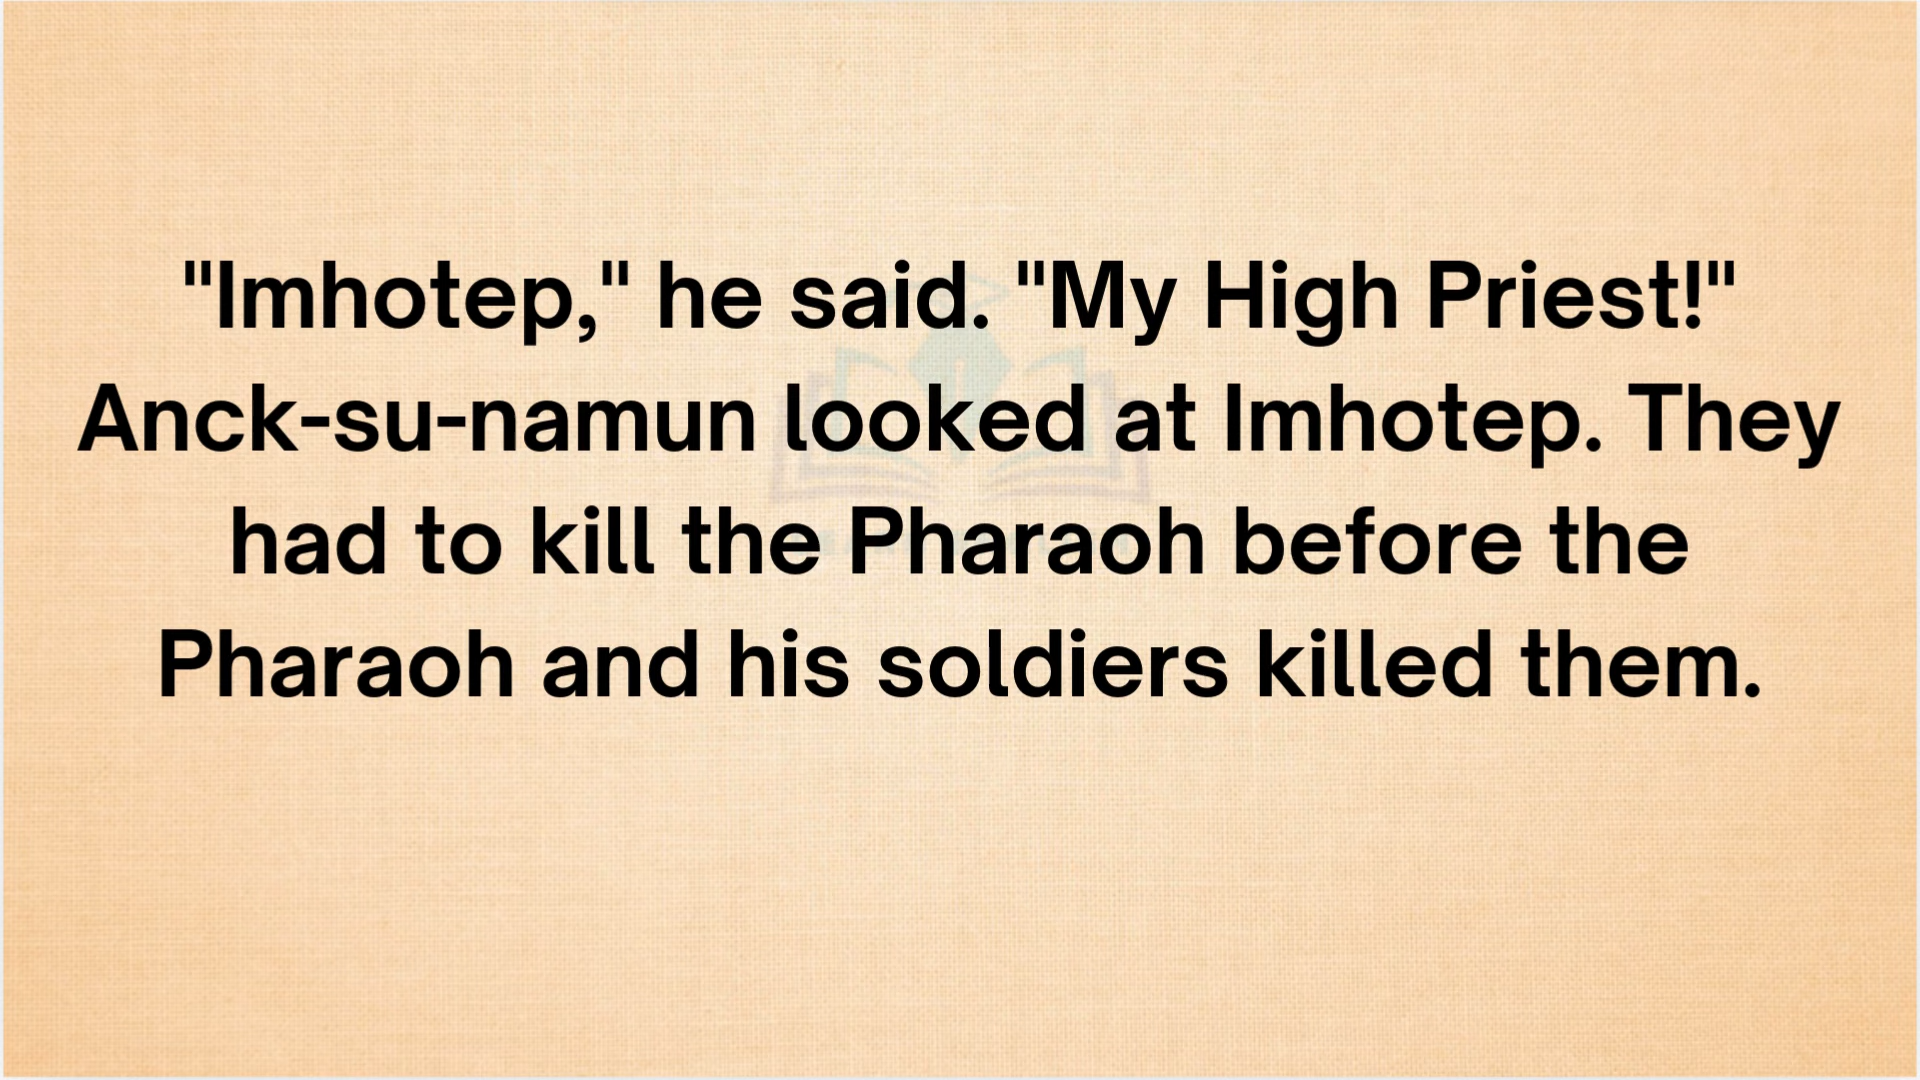 "Imhotep," he said. "My High Priest!"
Anck-su-namun looked at Imhotep. They
had to kill the Pharaoh before the
Pharaoh and his soldiers killed them.